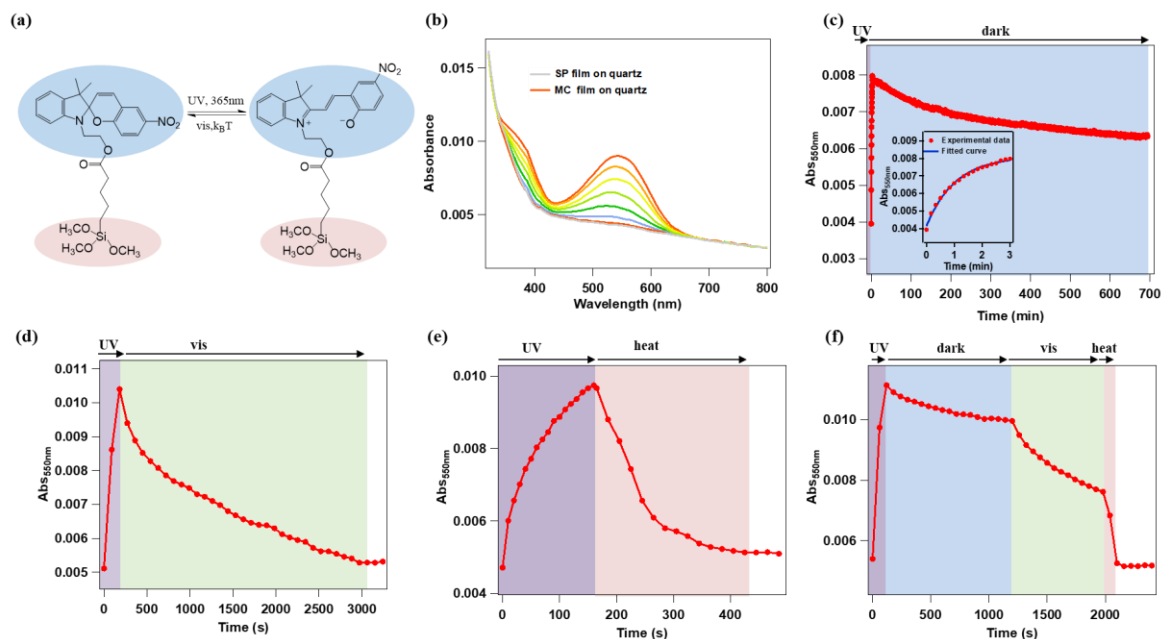 (a)
NO₂
UV, 365nm
vis,k_BT
N
O
NO₂
N⁺
O⁻
O
O
O
O
H₃CO
Si
H₃CO
OCH₃
H₃CO
Si
H₃CO
OCH₃
(b)
0.015
0.010
0.005
Absorbance
SP film on quartz
MC film on quartz
400
500
600
700
800
Wavelength (nm)
(c)
UV
dark
0.009
0.008
0.007
0.006
0.005
0.004
0.003
Abs550nm
0.009
0.008
0.006
0.005
0.004
Abs550nm
Experimental data
Fitted curve
0
1
2
3
Time (min)
0
100
200
300
400
500
600
700
Time (min)
(d)
UV
vis
0.011
0.010
0.009
0.008
0.007
0.006
0.005
Abs550nm
0
500
1000
1500
2000
2500
3000
Time (s)
(e)
UV
heat
0.010
0.008
0.006
0.004
Abs550nm
0
200
400
Time (s)
(f)
UV
dark
vis
heat
0.010
0.008
0.006
Abs550nm
0
500
1000
1500
2000
Time (s)